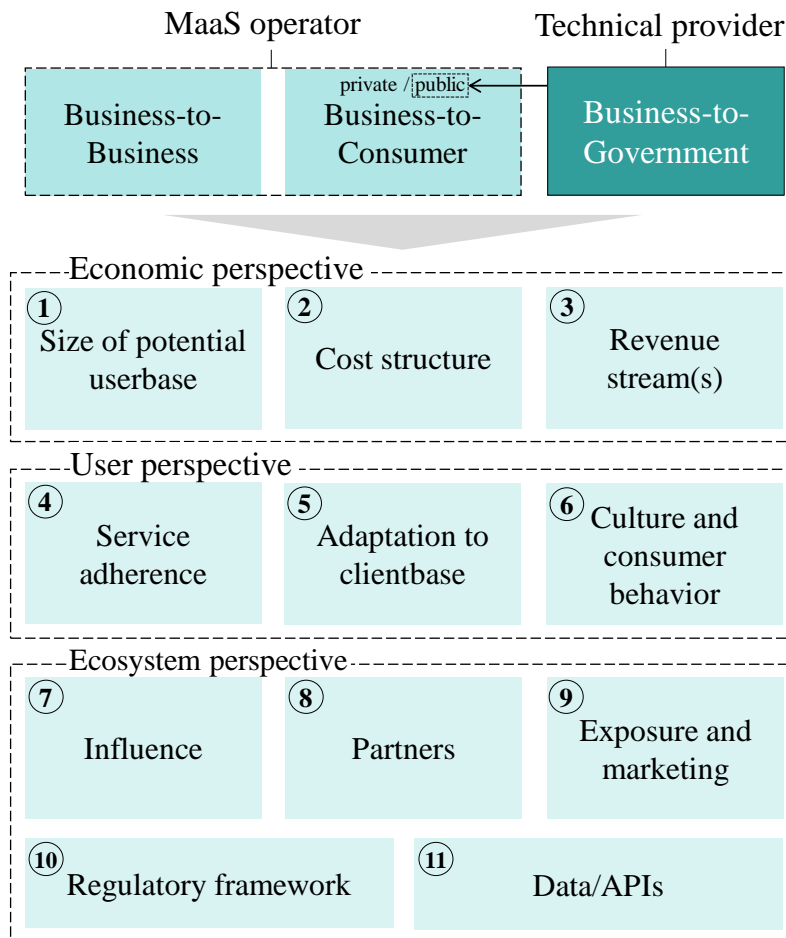 MaaS operator
Technical provider
private / public
Business-to-
Business
Business-to-
Consumer
Business-to-
Government
Economic perspective
1
Size of potential
userbase
2
Cost structure
3
Revenue
stream(s)
User perspective
4
Service
adherence
5
Adaptation to
clientbase
6
Culture and
consumer
behavior
Ecosystem perspective
7
Influence
8
Partners
9
Exposure and
marketing
10
Regulatory framework
11
Data/APIs